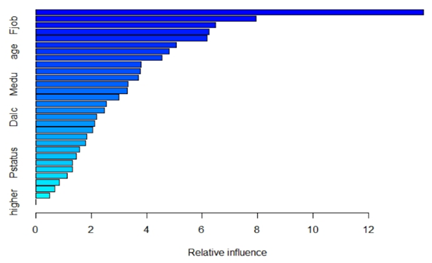 Fjob
age
Medu
Dalc
Pstatus
higher
0 2 4 6 8 10 12
Relative influence